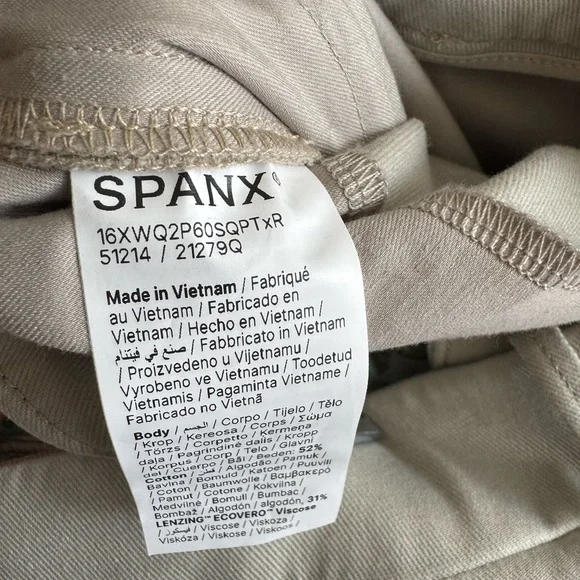 SPANX®
16XWQ2P60SQPTxR
51214 / 21279Q
Made in Vietnam / Fabriqué
au Vietnam / Fabricado en
Vietnam / Hecho en Vietnam /
صنع في فيتنام / Fabbricato in Vietnam
/ Proizvedeno u Vijetnamu /
Vyrobeno ve Vietnamu / Toodetud
Vietnamis / Pagaminta Vietname /
Fabricado no Vietnã
Body / الجسم / Corpo / Tijelo / Tělo
/ Krop / Kereosa / Corps / Σώμα
/ Törzs / Corpetto / Ķermeņa
daļa / Pagrindinė dalis / Kropp
/ Korpus / Corp / Telo / Glavni
del / Cuerpo / Bål / Beden: 52%
Cotton / قطن / Algodão / Pamuk /
Bavlna / Bomuld / Katoen / Puuvill
/ Coton / Baumwolle / Βαμβακερό
/ Pamut / Cotone / Kokvilna /
Medvilnė / Bomull / Bumbac /
Bombaž / Algodón / algodón, 31%
LENZING™ ECOVERO™ Viscose
/ فيسكوز / Viscose / Viskoza /
Viskóza / Viskose / Viskoos /